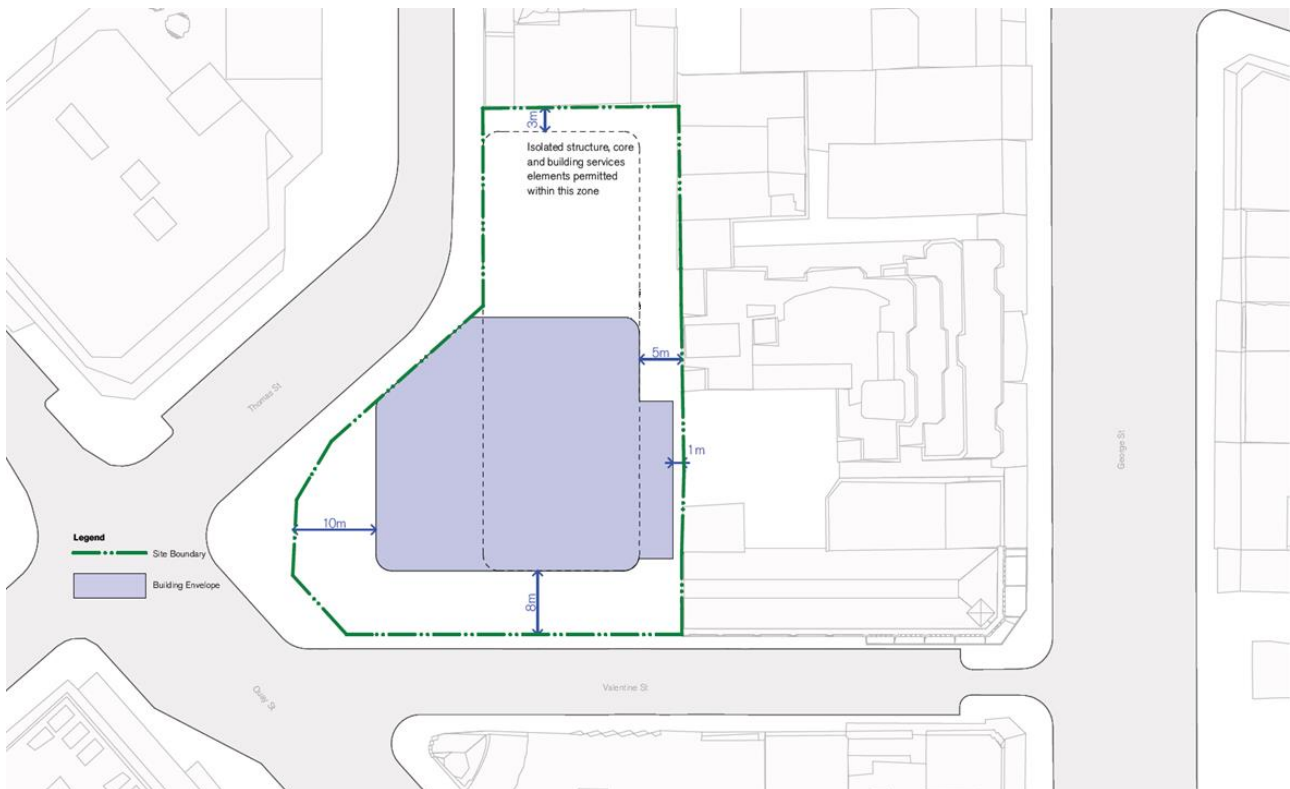 3m
Isolated structure, core
and building services
elements permitted
within this zone
5m
Thomas St
George St
1m
10m
Legend
Site Boundary
Building Envelope
8m
Valentine St
Quay St